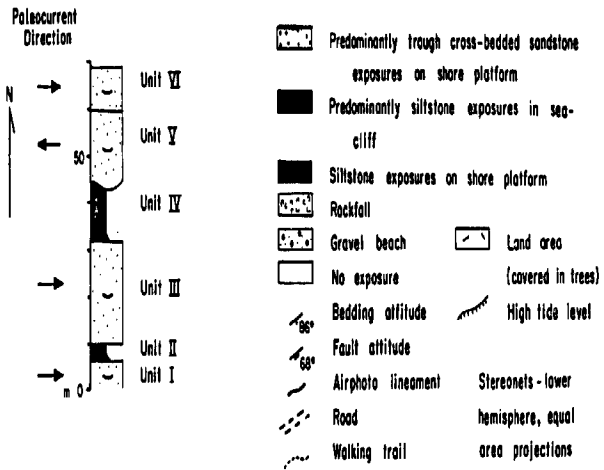 Paleocurrent
Direction
N
Unit VI
Unit V
50
Unit IV
Unit III
Unit II
Unit I
m 0
Predominantly trough cross-bedded sandstone
exposures on shore platform
Predominantly siltstone exposures in sea-
cliff
Siltstone exposures on shore platform
Rockfall
Gravel beach
Land area
No exposure
(covered in trees)
86° Bedding attitude
High tide level
68° Fault attitude
Airphoto lineament
Stereonets - lower
Road
hemisphere, equal
Walking trail
area projections